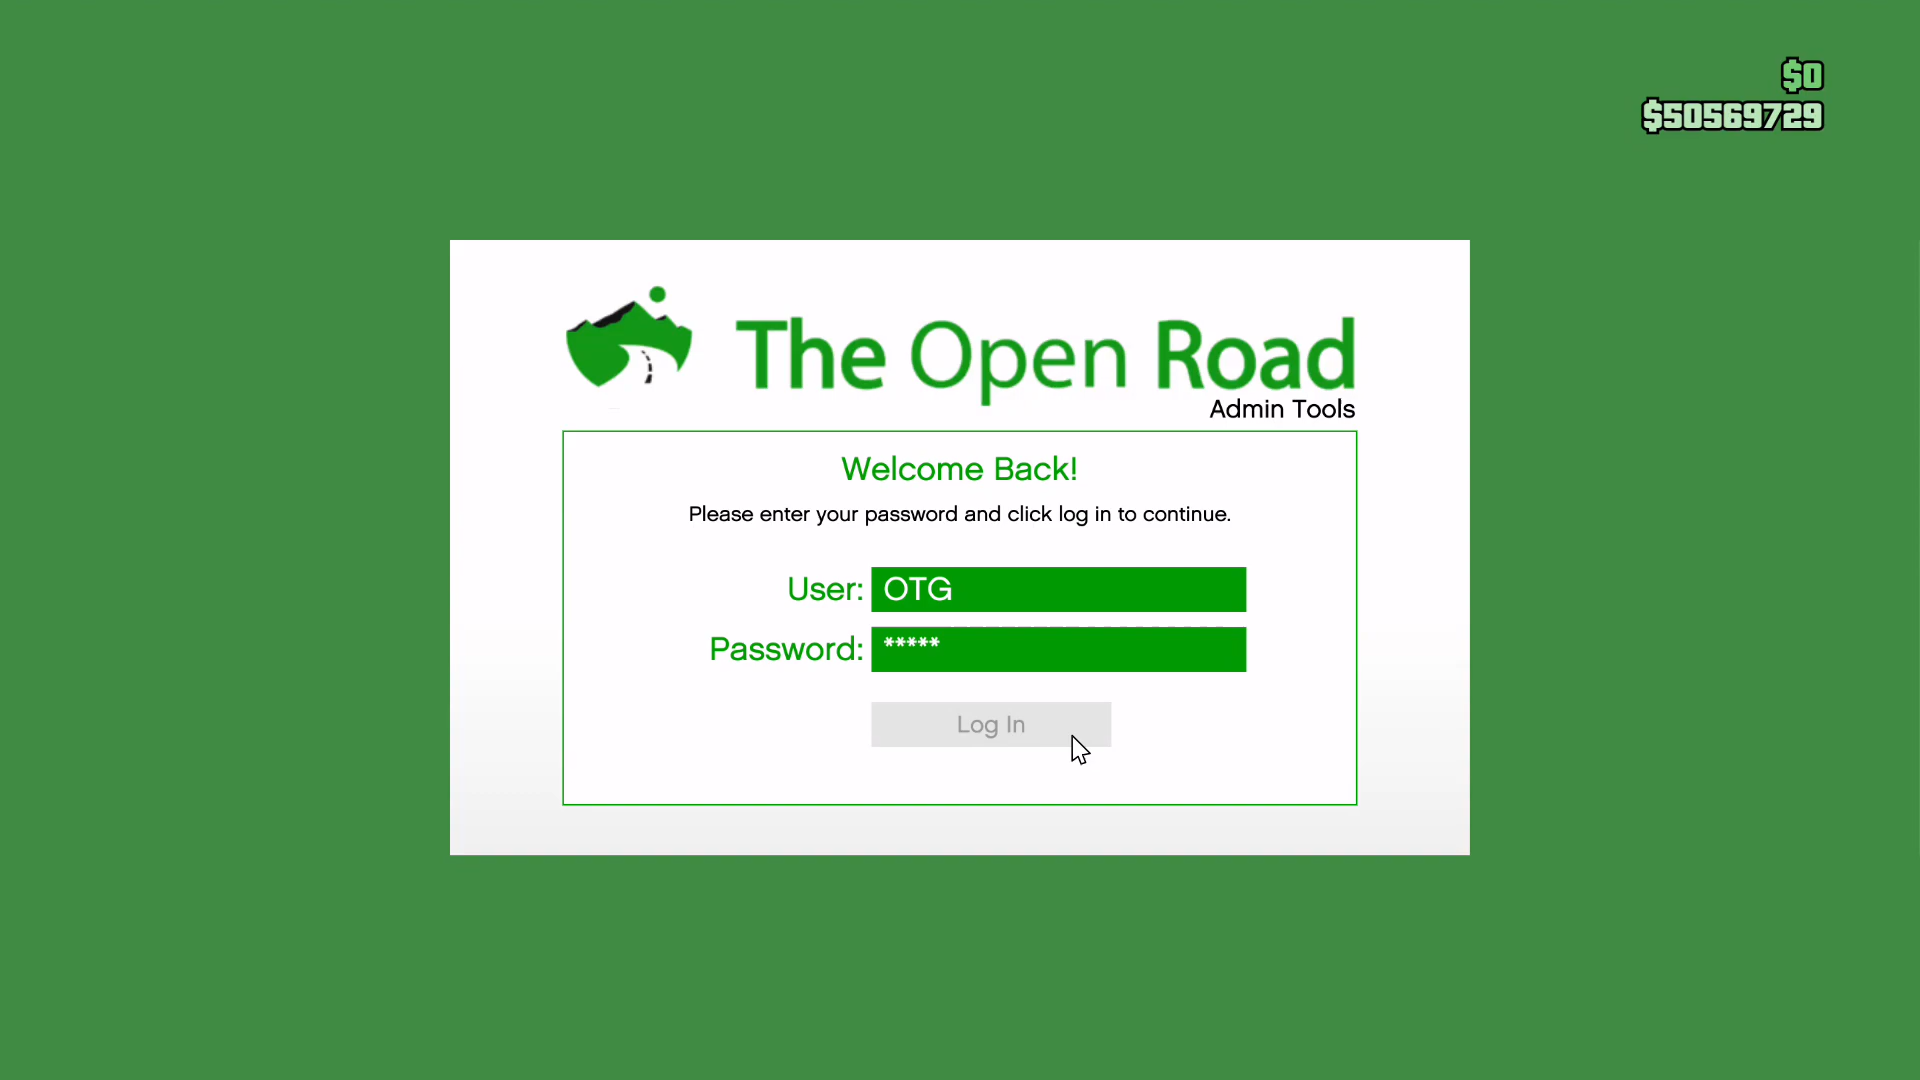 $0
$50569729
The Open Road
Admin Tools
Welcome Back!
Please enter your password and click log in to continue.
User: OTG
Password: *****
Log In